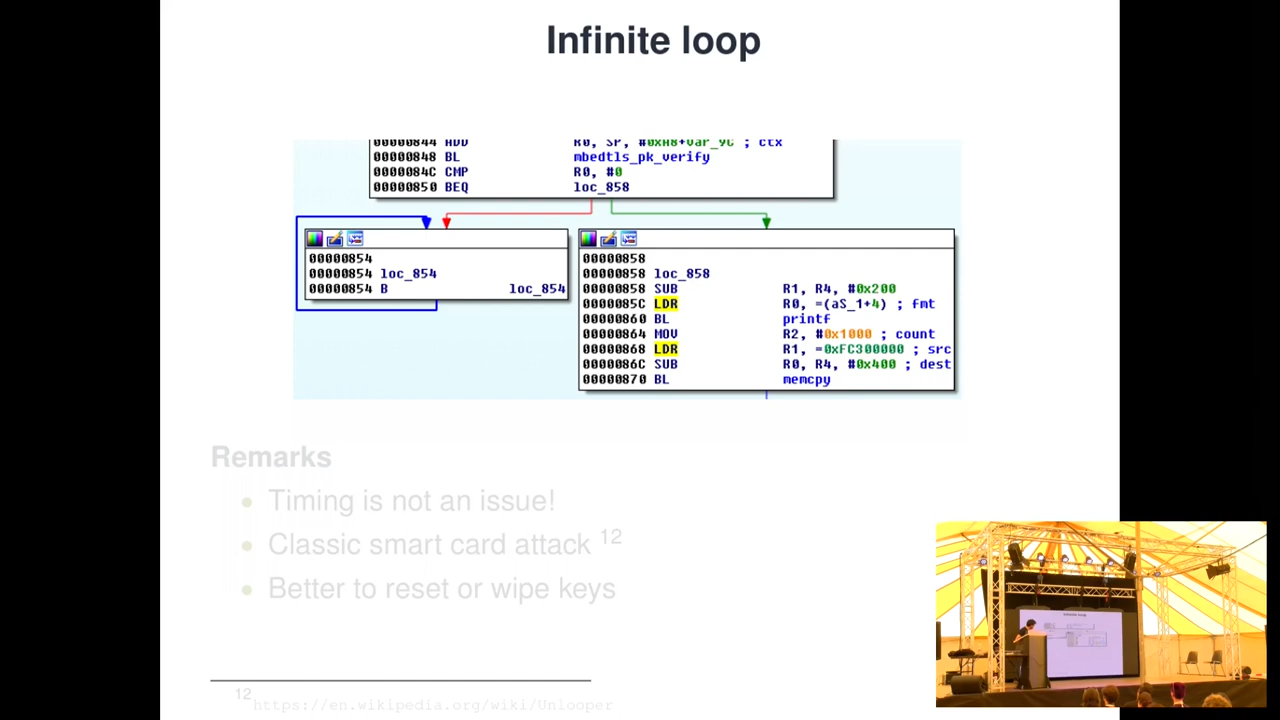 Infinite loop
00000844 ADD R0, SP, #0xA8+var_9C ; ctx
00000848 BL mbedtls_pk_verify
0000084C CMP R0, #0
00000850 BEQ loc_858
00000854
00000854 loc_854
00000854 B loc_854
00000858
00000858 loc_858
00000858 SUB R1, R4, #0x200
0000085C LDR R0, =(aS_1+4) ; fmt
00000860 BL printf
00000864 MOV R2, #0x1000 ; count
00000868 LDR R1, =0xFC300000 ; src
0000086C SUB R0, R4, #0x400 ; dest
00000870 BL memcpy
Remarks
• Timing is not an issue!
• Classic smart card attack 12
• Better to reset or wipe keys
12 https://en.wikipedia.org/wiki/Unlooper
Infinite loop